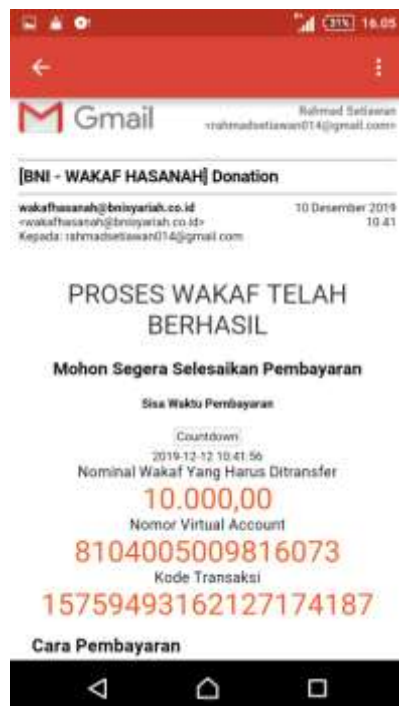 31% 16.05
Gmail
Rahmad Setiawan
<rahmadsetiawan014@gmail.com>
[BNI - WAKAF HASANAH] Donation
wakafhasanah@bnisyariah.co.id
10 Desember 2019
<wakafhasanah@bnisyariah.co.id>
10.41
Kepada: rahmadsetiawan014@gmail.com
PROSES WAKAF TELAH
BERHASIL
Mohon Segera Selesaikan Pembayaran
Sisa Waktu Pembayaran
Countdown
2019-12-12 10:41:56
Nominal Wakaf Yang Harus Ditransfer
10.000,00
Nomor Virtual Account
8104005009816073
Kode Transaksi
15759493162127174187
Cara Pembayaran